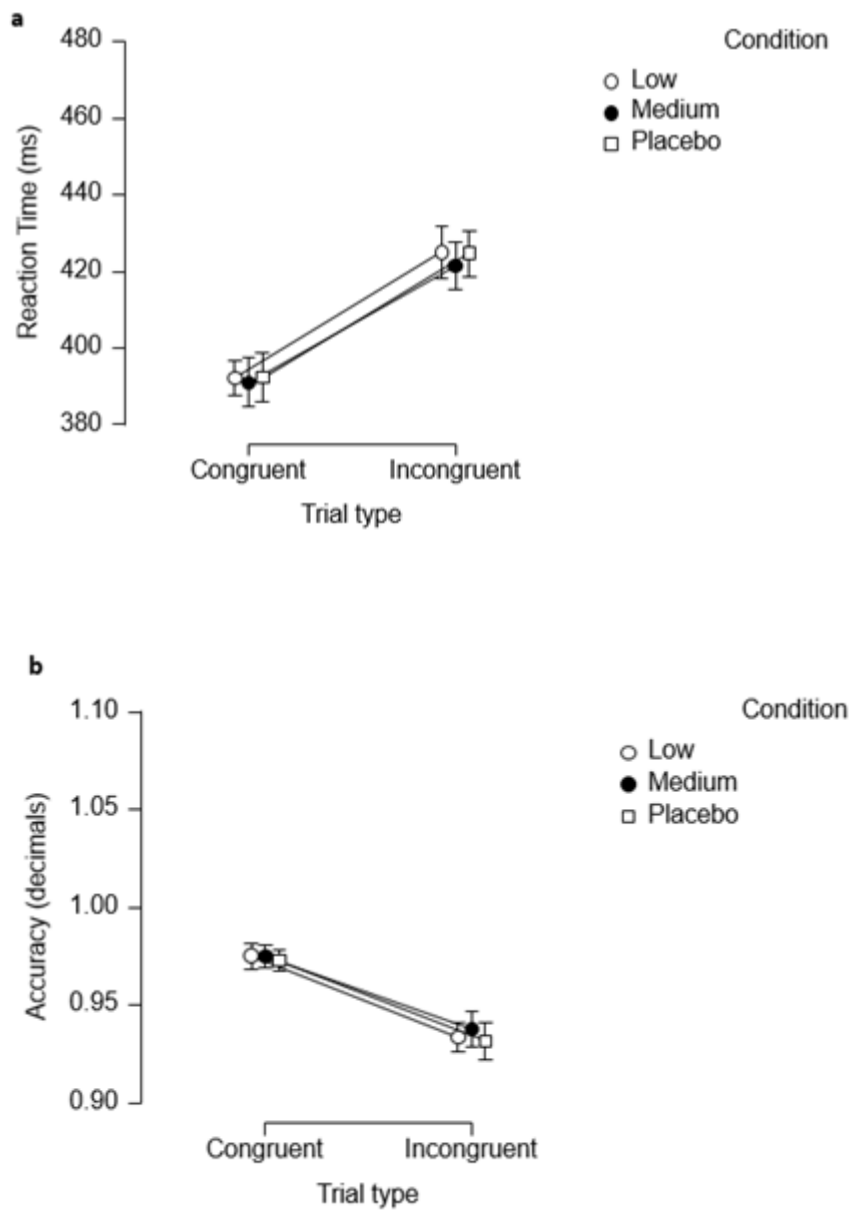 a
480
460
440
420
400
380
Reaction Time (ms)
Condition
Low
Medium
Placebo
Congruent Incongruent
Trial type
b
1.10
1.05
1.00
0.95
0.90
Accuracy (decimals)
Condition
Low
Medium
Placebo
Congruent Incongruent
Trial type